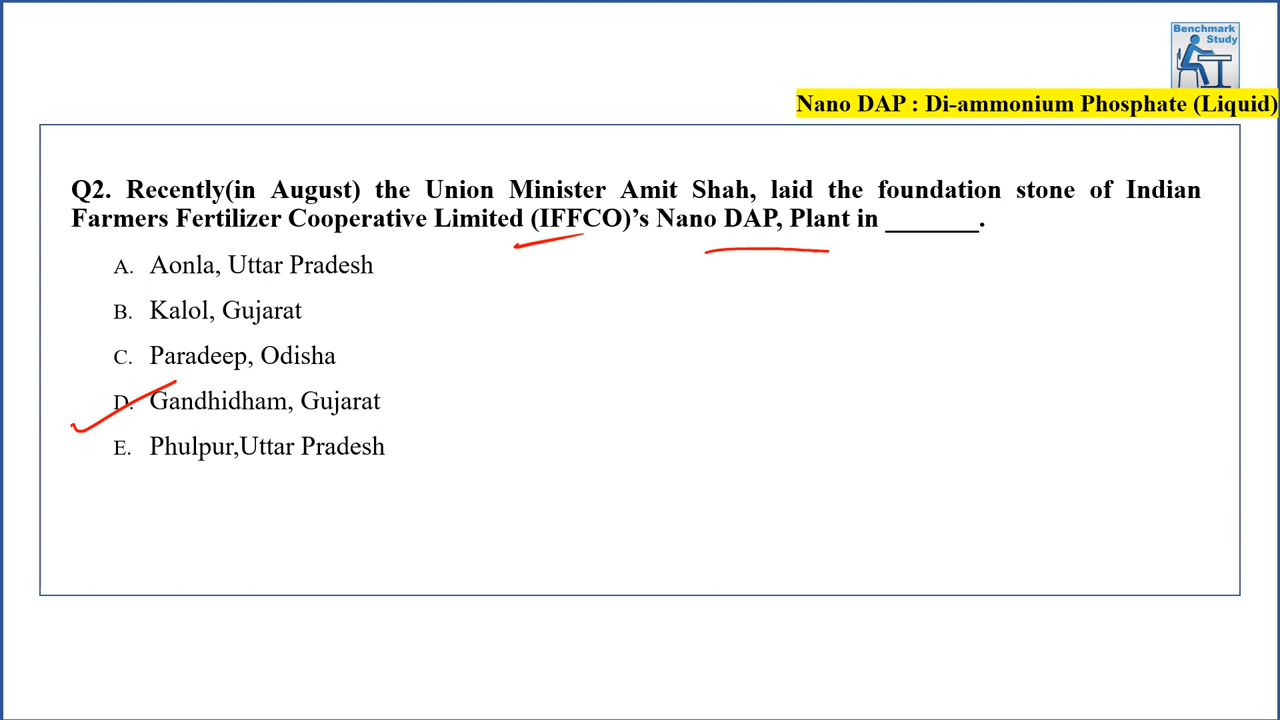 Benchmark
Study
Nano DAP : Di-ammonium Phosphate (Liquid)
Q2. Recently(in August) the Union Minister Amit Shah, laid the foundation stone of Indian
Farmers Fertilizer Cooperative Limited (IFFCO)’s Nano DAP, Plant in _______.
A. Aonla, Uttar Pradesh
B. Kalol, Gujarat
C. Paradeep, Odisha
D. Gandhidham, Gujarat
E. Phulpur,Uttar Pradesh